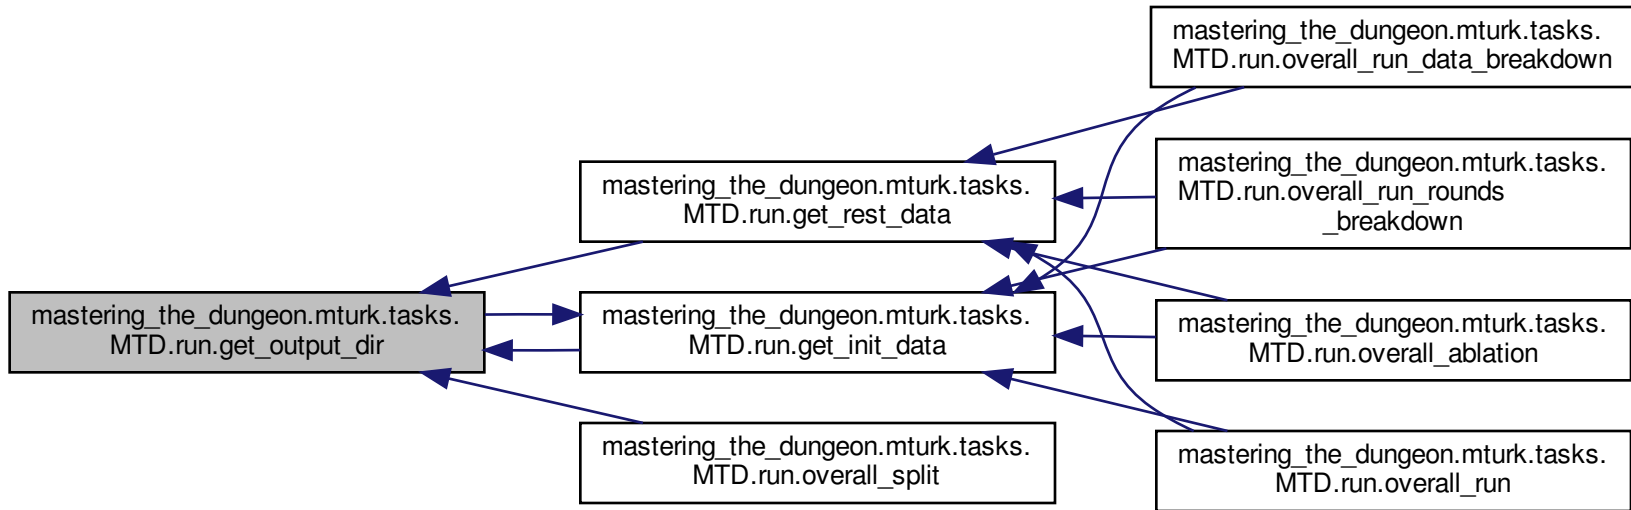 mastering_the_dungeon.mturk.tasks.
MTD.run.overall_run_data_breakdown
mastering_the_dungeon.mturk.tasks.
MTD.run.overall_run_rounds
_breakdown
mastering_the_dungeon.mturk.tasks.
MTD.run.get_rest_data
mastering_the_dungeon.mturk.tasks.
MTD.run.get_output_dir
mastering_the_dungeon.mturk.tasks.
MTD.run.get_init_data
mastering_the_dungeon.mturk.tasks.
MTD.run.overall_ablation
mastering_the_dungeon.mturk.tasks.
MTD.run.overall_split
mastering_the_dungeon.mturk.tasks.
MTD.run.overall_run